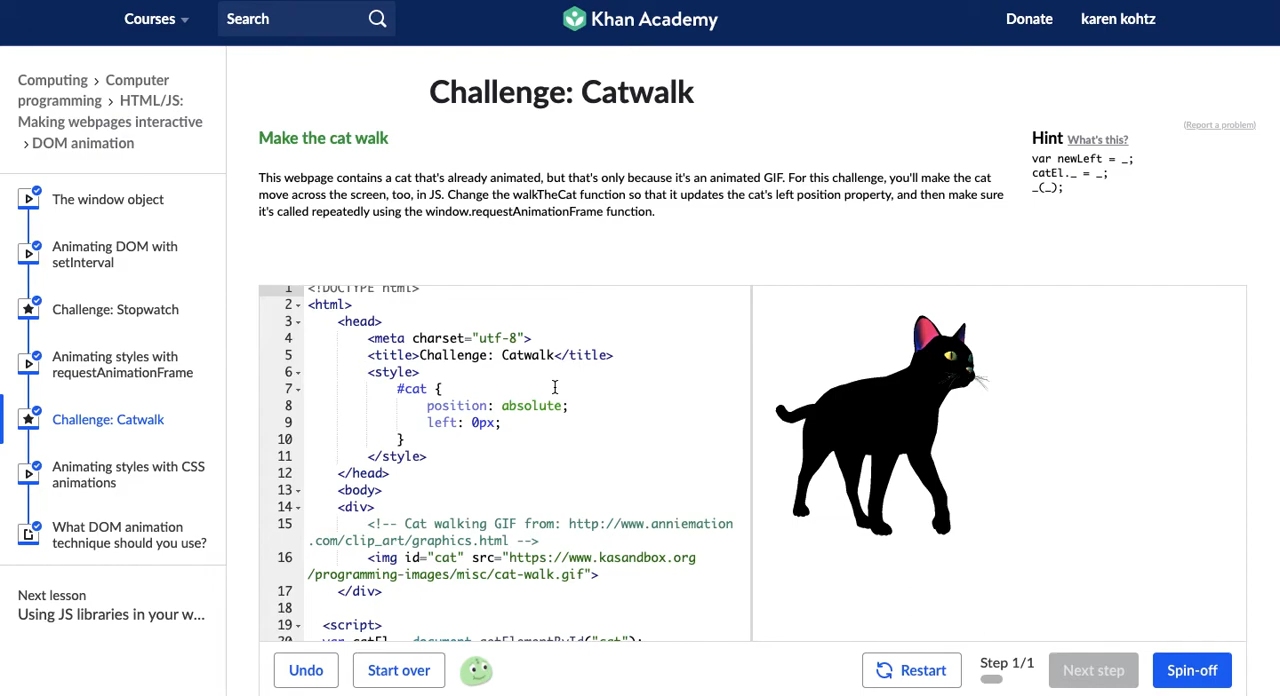 Courses
Search
Khan Academy
Donate
karen kohtz
Computing › Computer
programming › HTML/JS:
Making webpages interactive
› DOM animation
The window object
Animating DOM with
setInterval
Challenge: Stopwatch
Animating styles with
requestAnimationFrame
Challenge: Catwalk
Animating styles with CSS
animations
What DOM animation
technique should you use?
Next lesson
Using JS libraries in your w...
Challenge: Catwalk
(Report a problem)
Make the cat walk
This webpage contains a cat that's already animated, but that's only because it's an animated GIF. For this challenge, you'll make the cat
move across the screen, too, in JS. Change the walkTheCat function so that it updates the cat's left position property, and then make sure
it's called repeatedly using the window.requestAnimationFrame function.
Hint What's this?
var newLeft = _;
catEl._ = _;
_(_);
1 <!DOCTYPE html>
2 <html>
3 <head>
4 <meta charset="utf-8">
5 <title>Challenge: Catwalk</title>
6 <style>
7 #cat {
8 position: absolute;
9 left: 0px;
10 }
11 </style>
12 </head>
13 <body>
14 <div>
15 <!-- Cat walking GIF from: http://www.anniemation
.com/clip_art/graphics.html -->
16 <img id="cat" src="https://www.kasandbox.org
/programming-images/misc/cat-walk.gif">
17 </div>
18
19 <script>
20 var catEl = document.getElementById("cat");
Undo
Start over
Restart
Step 1/1
Next step
Spin-off